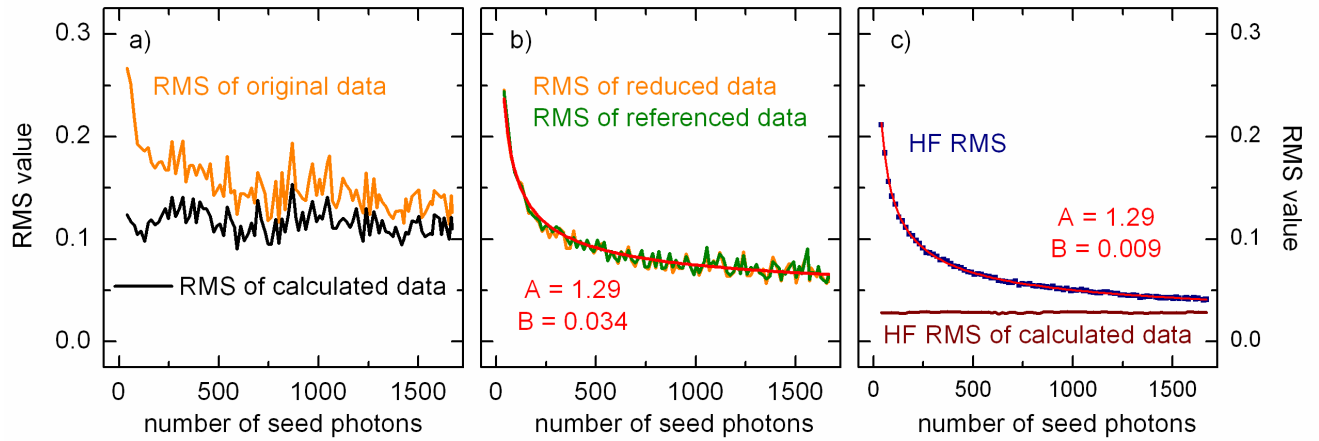 a)
RMS of original data
RMS of calculated data
RMS value
0.3
0.2
0.1
0.0
0 500 1000 1500
number of seed photons
b)
RMS of reduced data
RMS of referenced data
A = 1.29
B = 0.034
0 500 1000 1500
number of seed photons
c)
HF RMS
A = 1.29
B = 0.009
HF RMS of calculated data
0 500 1000 1500
number of seed photons
0.3
0.2
0.1
0.0
RMS value